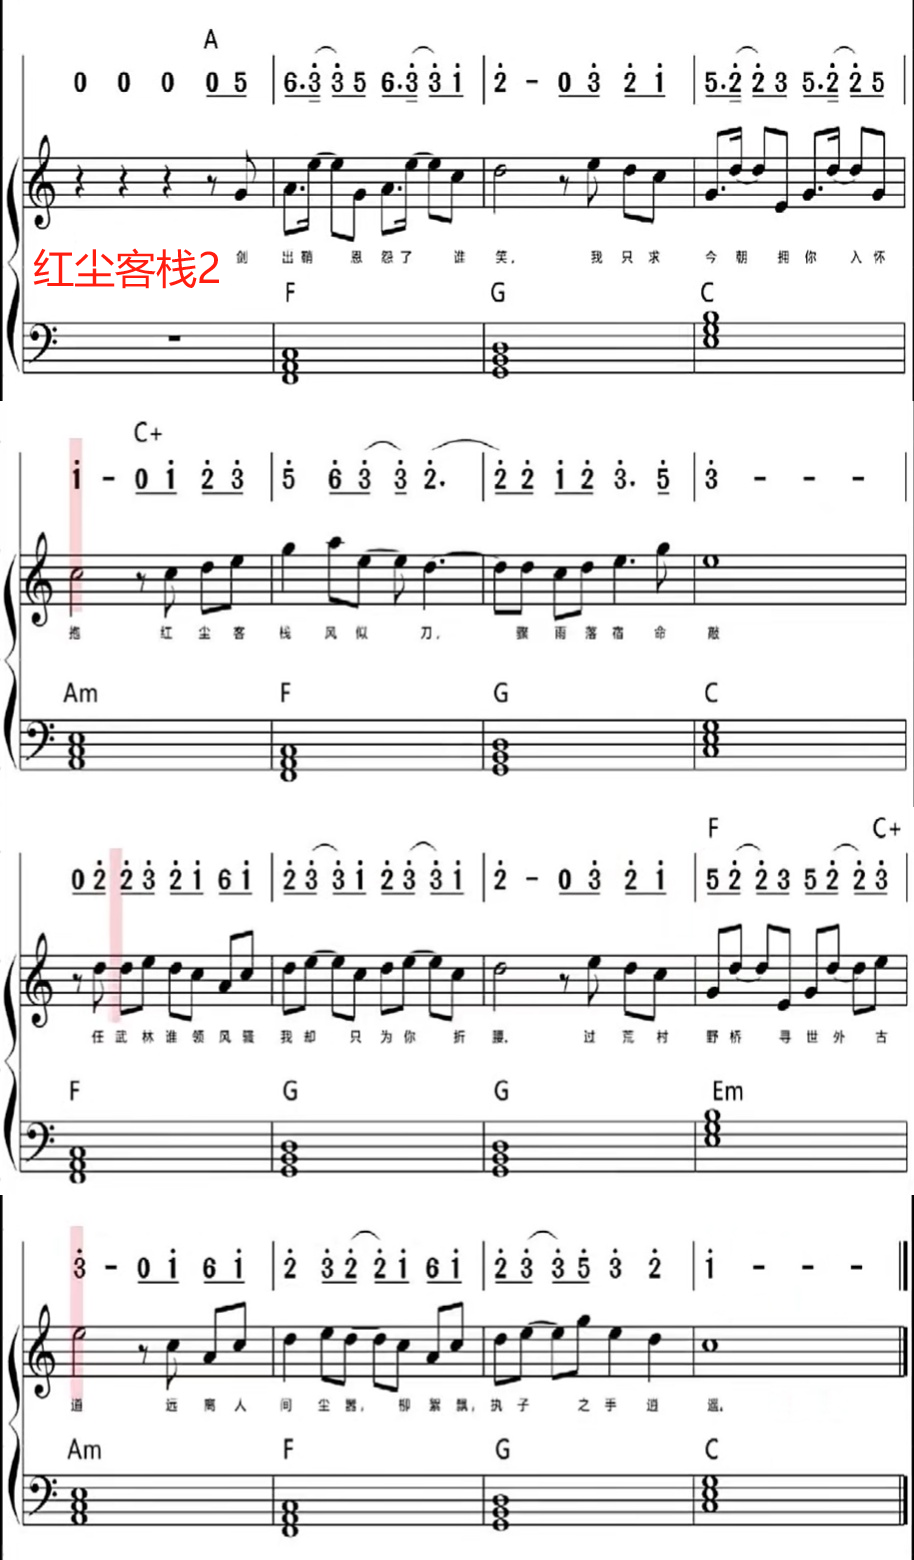 A
0 0 0 0 5 6.3 3 5 6.3 3 1 2 - 0 3 2 1 5.2 2 3 5.2 2 5
剑 出 鞘 恩 怨 了 谁 笑, 我 只 求 今 朝 拥 你 入 怀
红尘客栈2
F G C
C+
1 - 0 1 2 3 5 6 3 3 2. 2 2 1 2 3. 5 3 - - -
抱 红 尘 客 栈 风 似 刀, 骤 雨 落 宿 命 敲
Am F G C
F C+
0 2 2 3 2 1 6 1 2 3 3 1 2 3 3 1 2 - 0 3 2 1 5 2 2 3 5 2 2 3
任 武 林 谁 领 风 骚 我 却 只 为 你 折 腰, 过 荒 村 野 桥 寻 世 外 古
F G G Em
3 - 0 1 6 1 2 3 2 2 1 6 1 2 3 3 5 3 2 1 - - -
道 远 离 人 间 尘 嚣, 柳 絮 飘, 执 子 之 手 逍 遥,
Am F G C